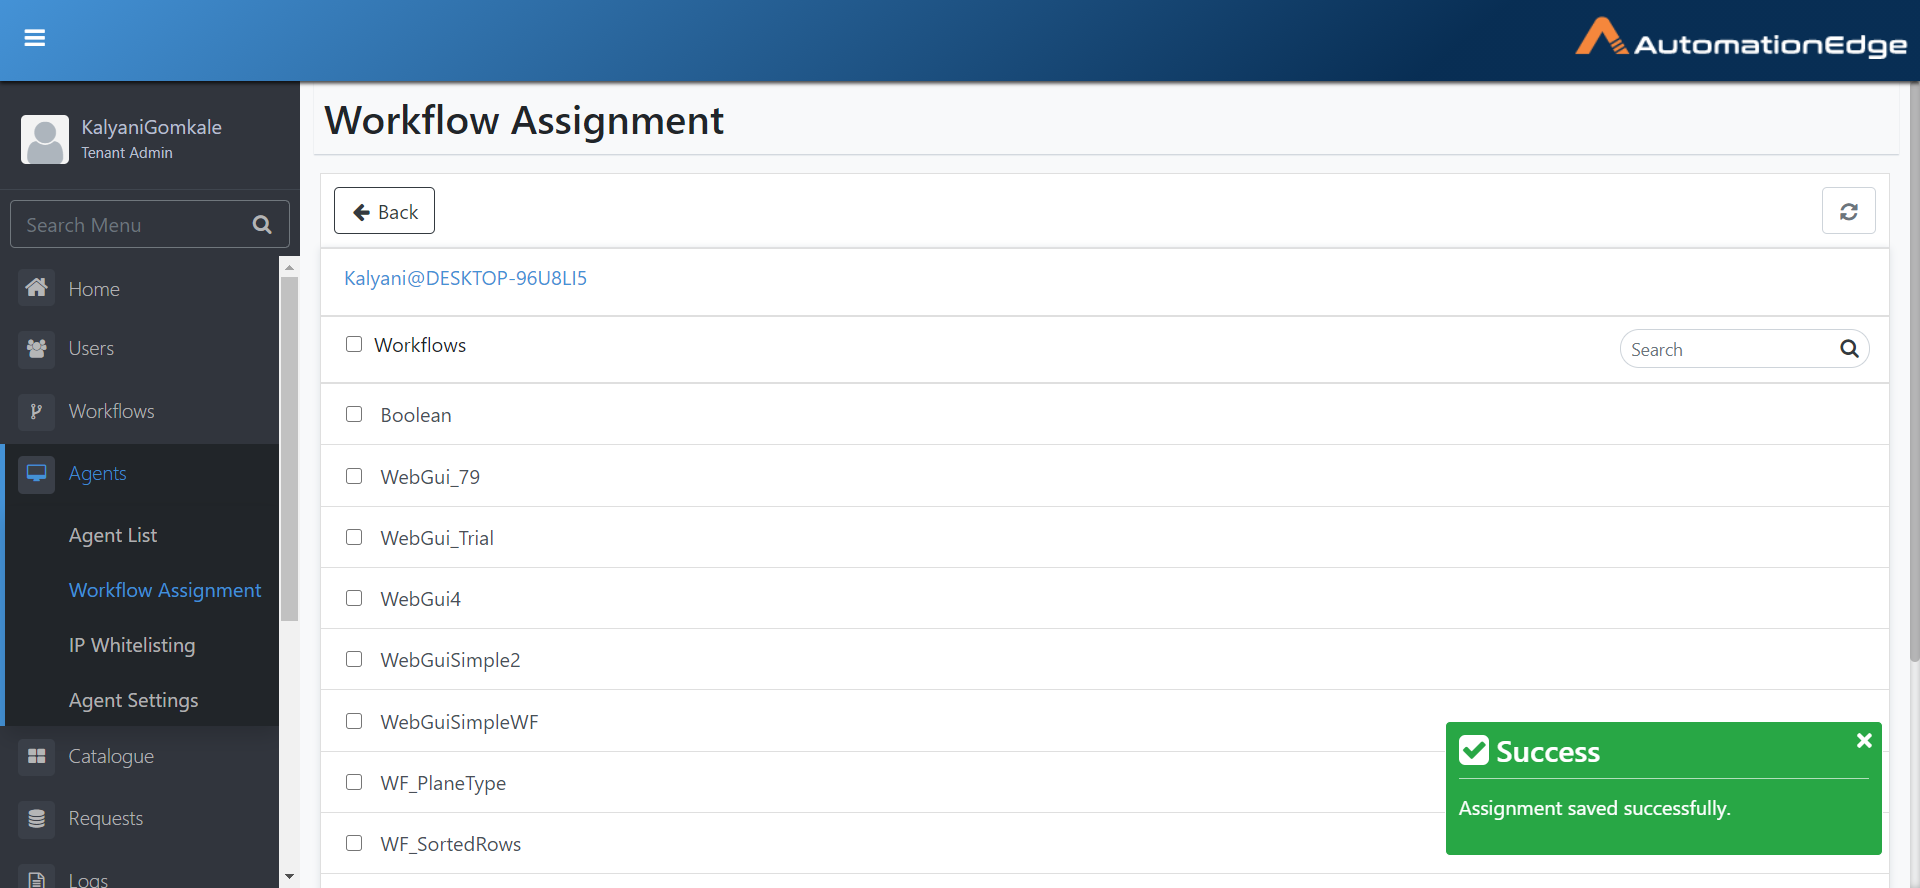 AutomationEdge
KalyaniGomkale
Tenant Admin
Search Menu
Home
Users
Workflows
Agents
Agent List
Workflow Assignment
IP Whitelisting
Agent Settings
Catalogue
Requests
Logs
Workflow Assignment
Back
Kalyani@DESKTOP-96U8LI5
Workflows
Search
Boolean
WebGui_79
WebGui_Trial
WebGui4
WebGuiSimple2
WebGuiSimpleWF
WF_PlaneType
WF_SortedRows
Success
Assignment saved successfully.